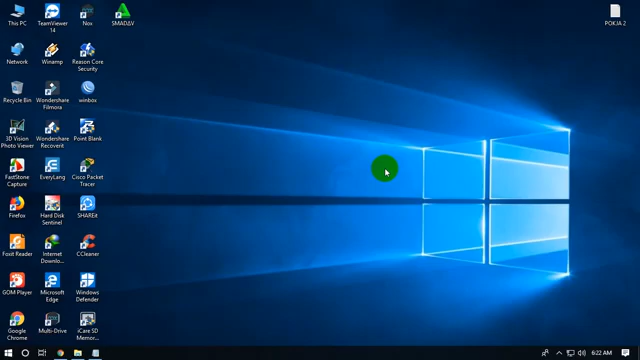 This PC
TeamViewer
14
Nox
SMADΔV
POKJA 2
Network
Winamp
Reason Core
Security
Recycle Bin
Wondershare
Filmora
winbox
3D Vision
Photo Viewer
Wondershare
Recoverit
Point Blank
FastStone
Capture
EveryLang
Cisco Packet
Tracer
Firefox
Hard Disk
Sentinel
SHAREit
Foxit Reader
Internet
Downlo...
CCleaner
GOM Player
Microsoft
Edge
Windows
Defender
Google
Chrome
Multi-Drive
iCare SD
Memor...
6:22 AM